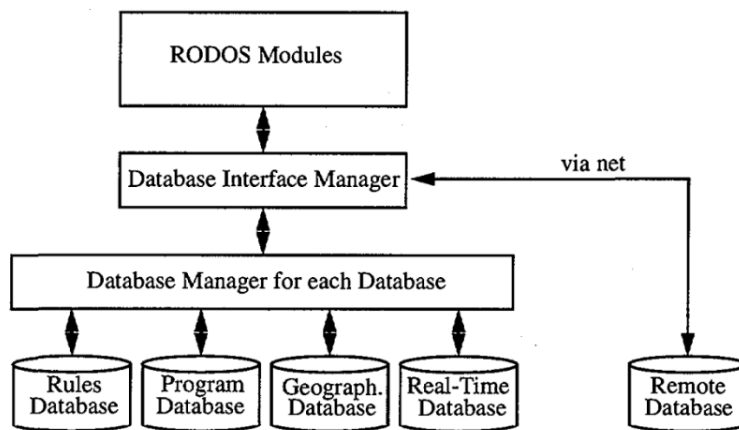 RODOS Modules
Database Interface Manager
via net
Database Manager for each Database
Rules
Database
Program
Database
Geograph.
Database
Real-Time
Database
Remote
Database